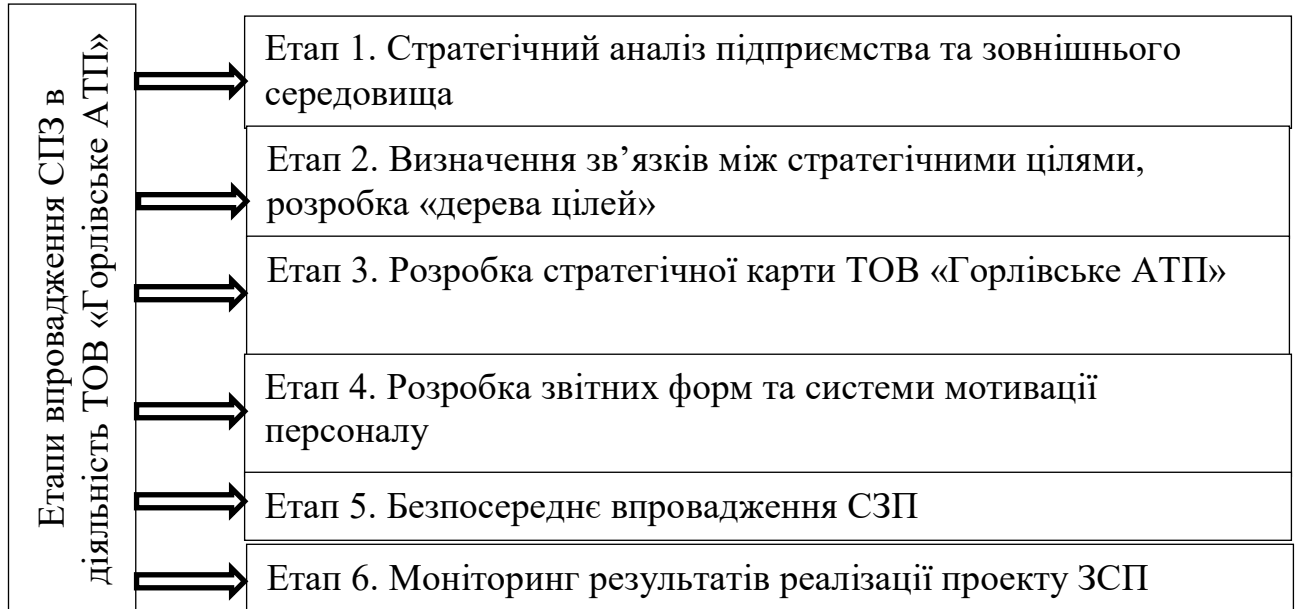 Етапи впровадження СПЗ в
діяльність ТОВ «Горлівське АТП»
Етап 1. Стратегічний аналіз підприємства та зовнішнього
середовища
Етап 2. Визначення зв’язків між стратегічними цілями,
розробка «дерева цілей»
Етап 3. Розробка стратегічної карти ТОВ «Горлівське АТП»
Етап 4. Розробка звітних форм та системи мотивації
персоналу
Етап 5. Безпосереднє впровадження СЗП
Етап 6. Моніторинг результатів реалізації проекту ЗСП